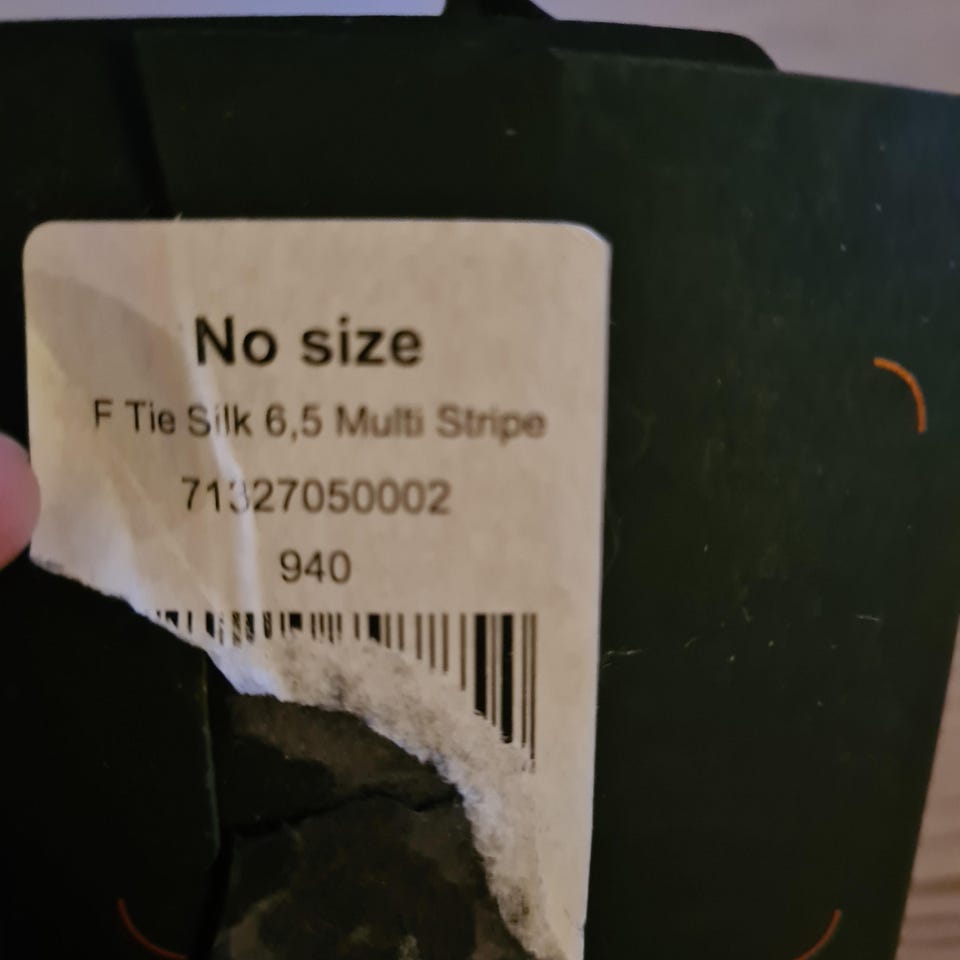 No size
F Tie Silk 6,5 Multi Stripe
71327050002
940